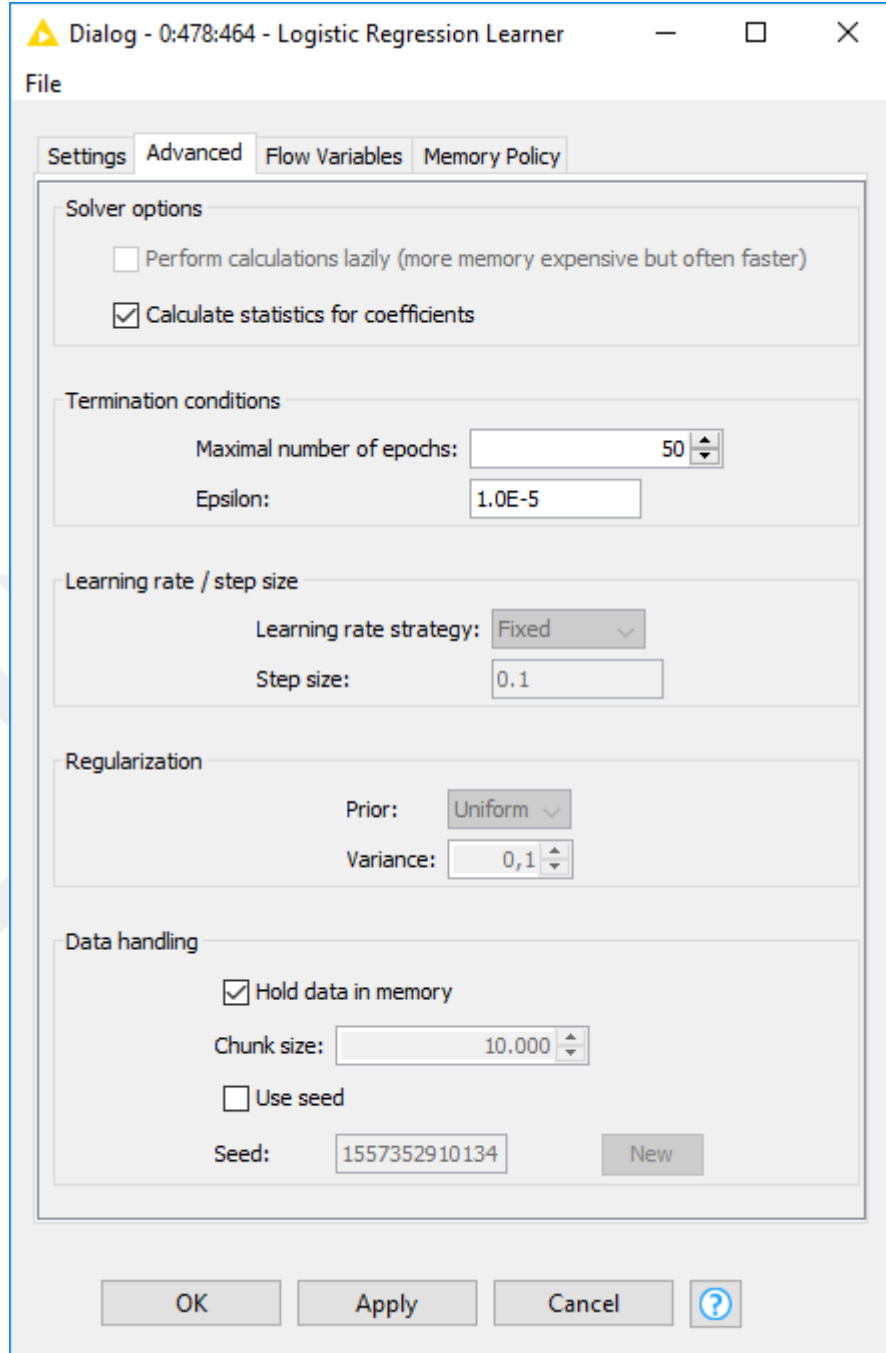 Dialog - 0:478:464 - Logistic Regression Learner
File
Settings Advanced Flow Variables Memory Policy
Solver options
Perform calculations lazily (more memory expensive but often faster)
Calculate statistics for coefficients
Termination conditions
Maximal number of epochs: 50
Epsilon: 1.0E-5
Learning rate / step size
Learning rate strategy: Fixed
Step size: 0.1
Regularization
Prior: Uniform
Variance: 0,1
Data handling
Hold data in memory
Chunk size: 10.000
Use seed
Seed: 1557352910134 New
OK Apply Cancel ?